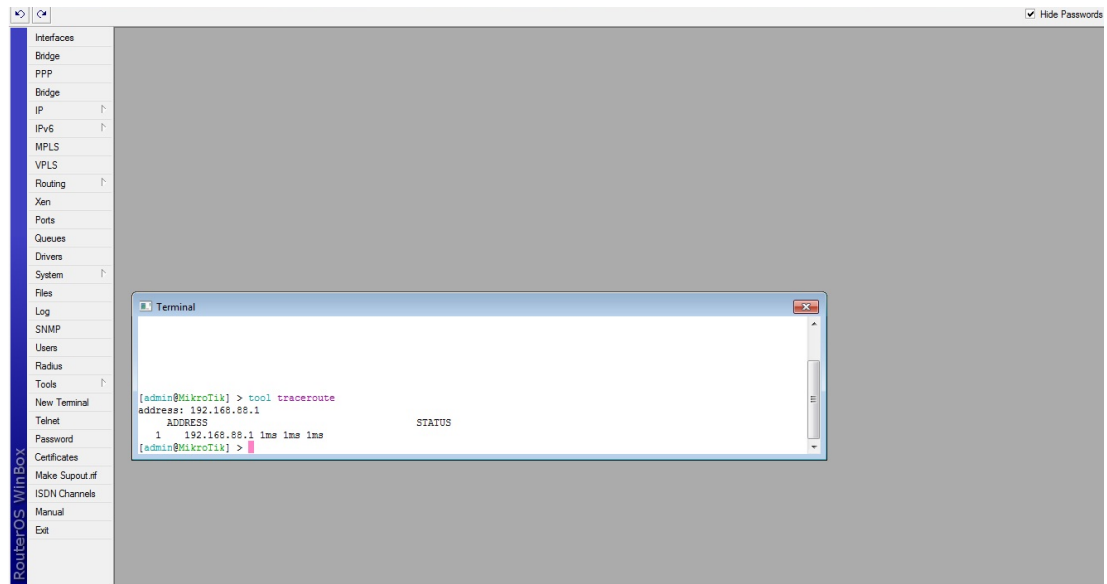 Hide Passwords
Interfaces
Bridge
PPP
Bridge
IP
IPv6
MPLS
VPLS
Routing
Xen
Ports
Queues
Drivers
System
Files
Log
SNMP
Users
Radius
Tools
New Terminal
Telnet
Password
Certificates
Make Supout.rif
ISDN Channels
Manual
Exit
RouterOS WinBox
Terminal
[admin@MikroTik] > tool traceroute
address: 192.168.88.1
ADDRESS STATUS
1 192.168.88.1 1ms 1ms 1ms
[admin@MikroTik] >